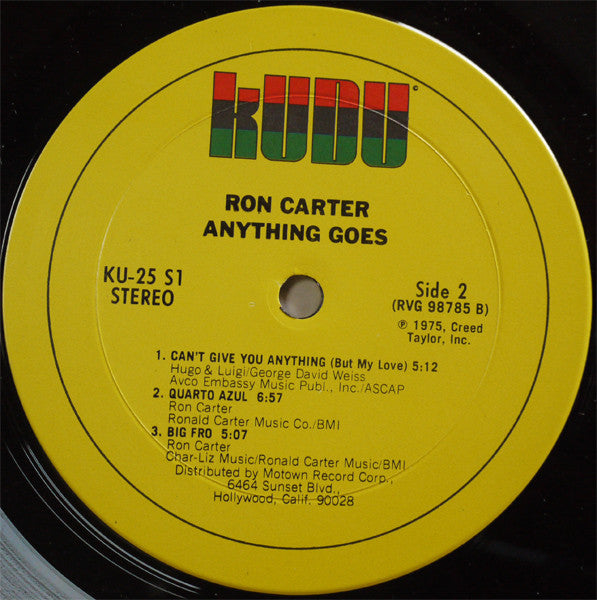 KUDU ©
RON CARTER
ANYTHING GOES
KU-25 S1
STEREO
Side 2
(RVG 98785 B)
℗ 1975, Creed
Taylor, Inc.
1. CAN'T GIVE YOU ANYTHING (But My Love) 5:12
Hugo & Luigi/George David Weiss
Avco Embassy Music Publ., Inc./ASCAP
2. QUARTO AZUL 6:57
Ron Carter
Ronald Carter Music Co./BMI
3. BIG FRO 5:07
Ron Carter
Char-Liz Music/Ronald Carter Music/BMI
Distributed by Motown Record Corp.,
6464 Sunset Blvd.,
Hollywood, Calif. 90028